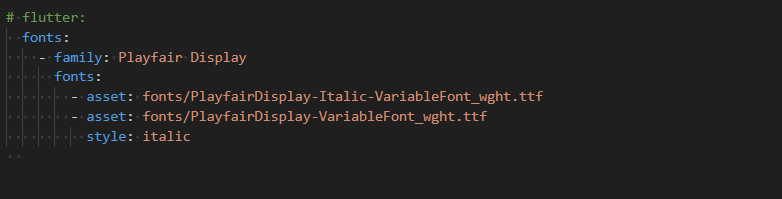 # flutter:
  fonts:
    - family: Playfair Display
      fonts:
        - asset: fonts/PlayfairDisplay-Italic-VariableFont_wght.ttf
        - asset: fonts/PlayfairDisplay-VariableFont_wght.ttf
          style: italic